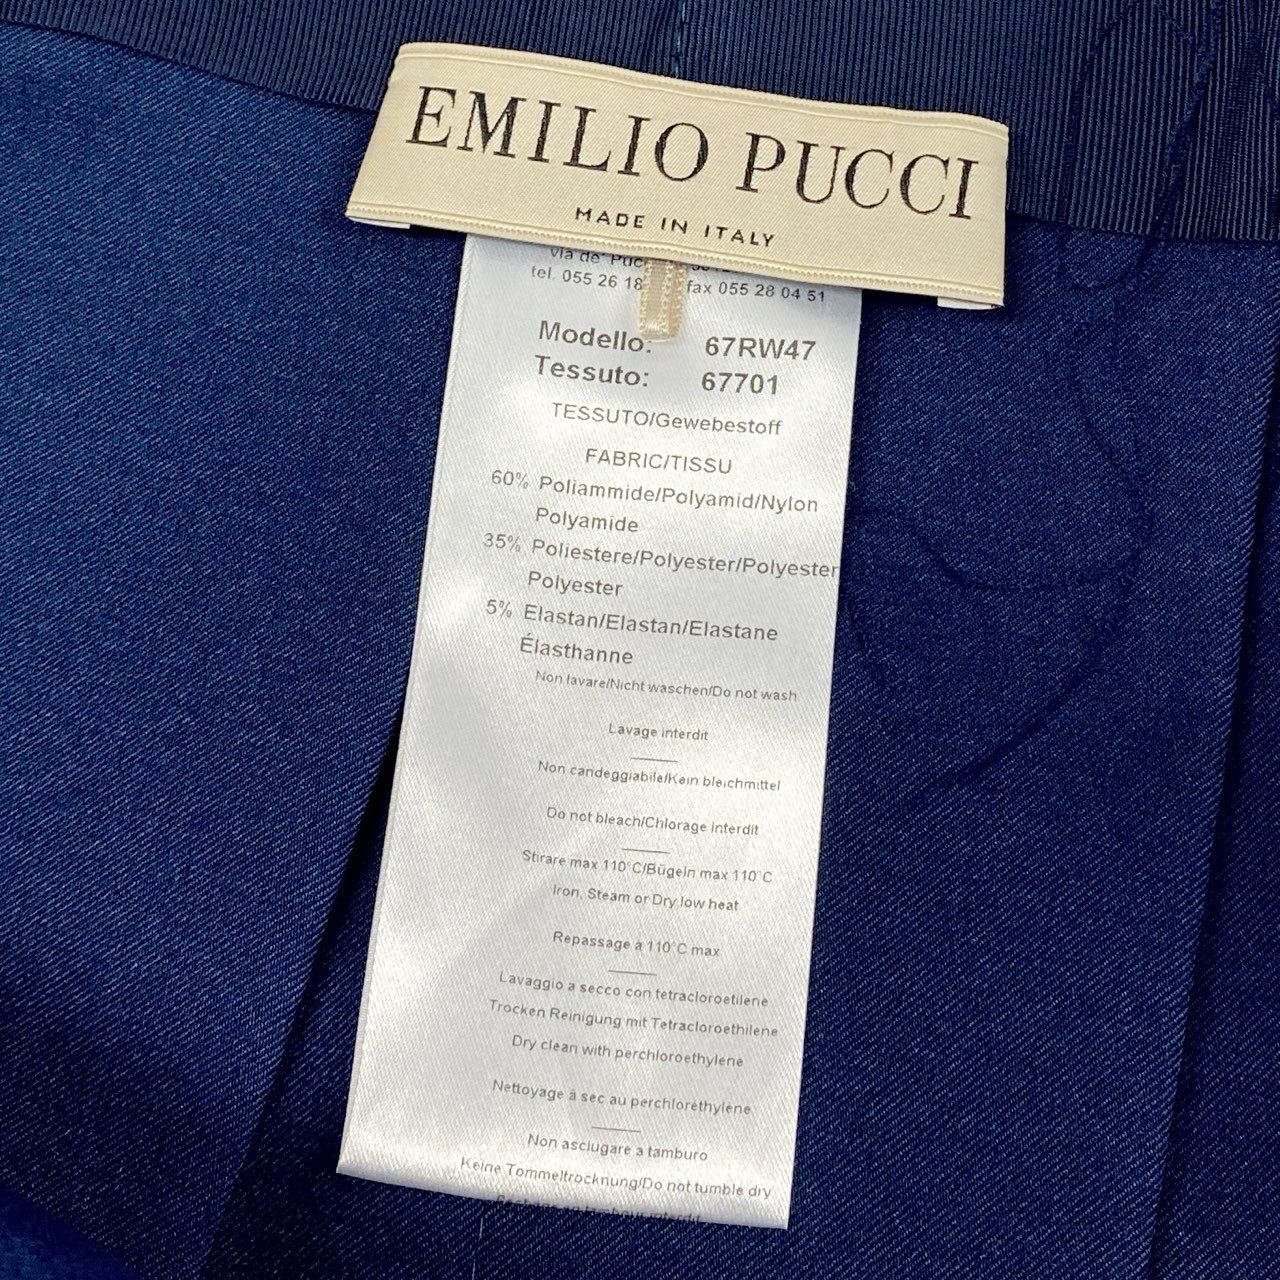 EMILIO PUCCI
MADE IN ITALY
via de'
tel. 055 26 18 fax 055 28 04 51
Modello: 67RW47
Tessuto: 67701
TESSUTO/Gewebestoff
FABRIC/TISSU
60% Poliammide/Polyamid/Nylon
Polyamide
35% Poliestere/Polyester/Polyester
Polyester
5% Elastan/Elastan/Elastane
Élasthanne
Non lavare/Nicht waschen/Do not wash
Lavage interdit
Non candeggiabile/Kein bleichmittel
Do not bleach/Chlorage interdit
Stirare max 110°C/Bügeln max 110°C
Iron, Steam or Dry low heat
Repassage à 110°C max
Lavaggio a secco con tetracloroetilene
Trocken Reinigung mit Tetracloroethilene
Dry clean with perchloroethylene
Nettoyage à sec au perchloréthylène
Non asciugare a tamburo
Keine Tommeltrocknung/Do not tumble dry